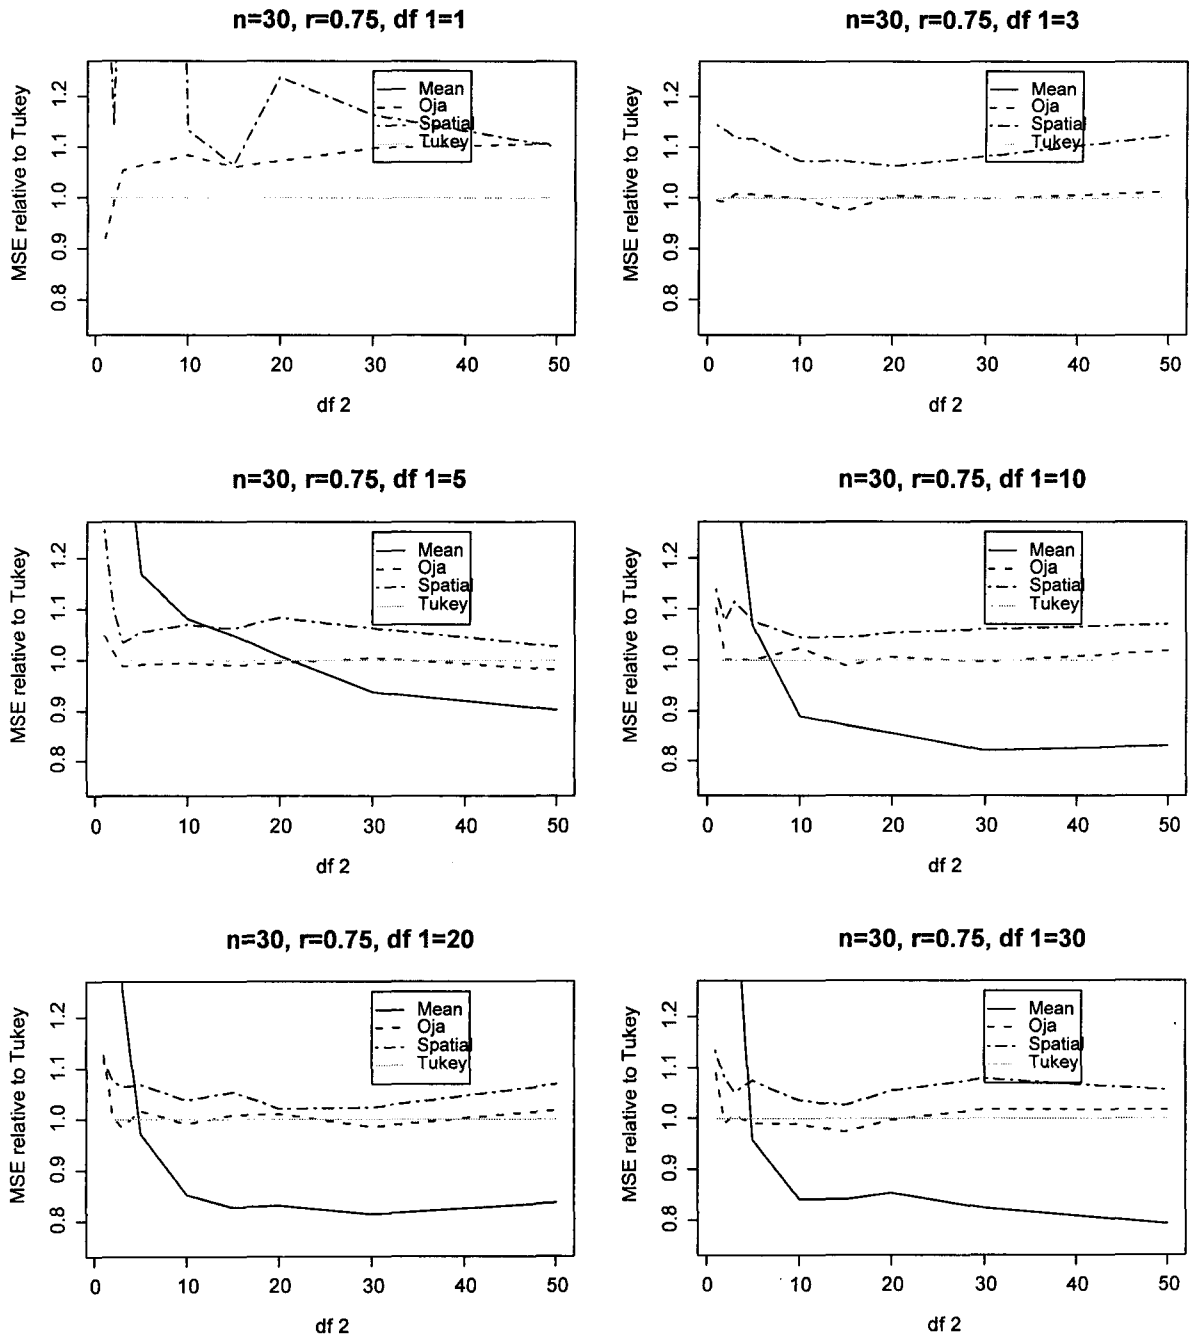 n=30, r=0.75, df 1=1
MSE relative to Tukey
1.2
1.1
1.0
0.9
0.8
Mean
Oja
Spatial
Tukey
0 10 20 30 40 50
df 2
n=30, r=0.75, df 1=3
MSE relative to Tukey
1.2
1.1
1.0
0.9
0.8
Mean
Oja
Spatial
Tukey
0 10 20 30 40 50
df 2
n=30, r=0.75, df 1=5
MSE relative to Tukey
1.2
1.1
1.0
0.9
0.8
Mean
Oja
Spatial
Tukey
0 10 20 30 40 50
df 2
n=30, r=0.75, df 1=10
MSE relative to Tukey
1.2
1.1
1.0
0.9
0.8
Mean
Oja
Spatial
Tukey
0 10 20 30 40 50
df 2
n=30, r=0.75, df 1=20
MSE relative to Tukey
1.2
1.1
1.0
0.9
0.8
Mean
Oja
Spatial
Tukey
0 10 20 30 40 50
df 2
n=30, r=0.75, df 1=30
MSE relative to Tukey
1.2
1.1
1.0
0.9
0.8
Mean
Oja
Spatial
Tukey
0 10 20 30 40 50
df 2